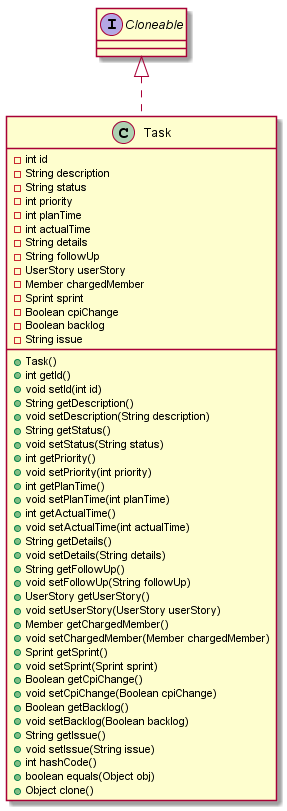 I Cloneable
C Task
int id
String description
String status
int priority
int planTime
int actualTime
String details
String followUp
UserStory userStory
Member chargedMember
Sprint sprint
Boolean cpiChange
Boolean backlog
String issue
Task()
int getId()
void setId(int id)
String getDescription()
void setDescription(String description)
String getStatus()
void setStatus(String status)
int getPriority()
void setPriority(int priority)
int getPlanTime()
void setPlanTime(int planTime)
int getActualTime()
void setActualTime(int actualTime)
String getDetails()
void setDetails(String details)
String getFollowUp()
void setFollowUp(String followUp)
UserStory getUserStory()
void setUserStory(UserStory userStory)
Member getChargedMember()
void setChargedMember(Member chargedMember)
Sprint getSprint()
void setSprint(Sprint sprint)
Boolean getCpiChange()
void setCpiChange(Boolean cpiChange)
Boolean getBacklog()
void setBacklog(Boolean backlog)
String getIssue()
void setIssue(String issue)
int hashCode()
boolean equals(Object obj)
Object clone()